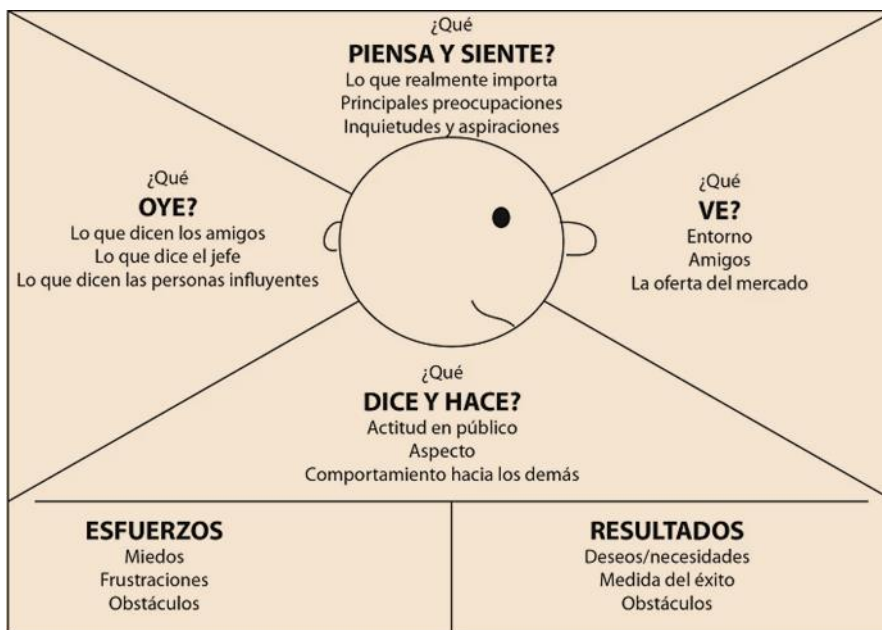 ¿Qué
PIENSA Y SIENTE?
Lo que realmente importa
Principales preocupaciones
Inquietudes y aspiraciones
¿Qué
OYE?
Lo que dicen los amigos
Lo que dice el jefe
Lo que dicen las personas influyentes
¿Qué
VE?
Entorno
Amigos
La oferta del mercado
¿Qué
DICE Y HACE?
Actitud en público
Aspecto
Comportamiento hacia los demás
ESFUERZOS
Miedos
Frustraciones
Obstáculos
RESULTADOS
Deseos/necesidades
Medida del éxito
Obstáculos